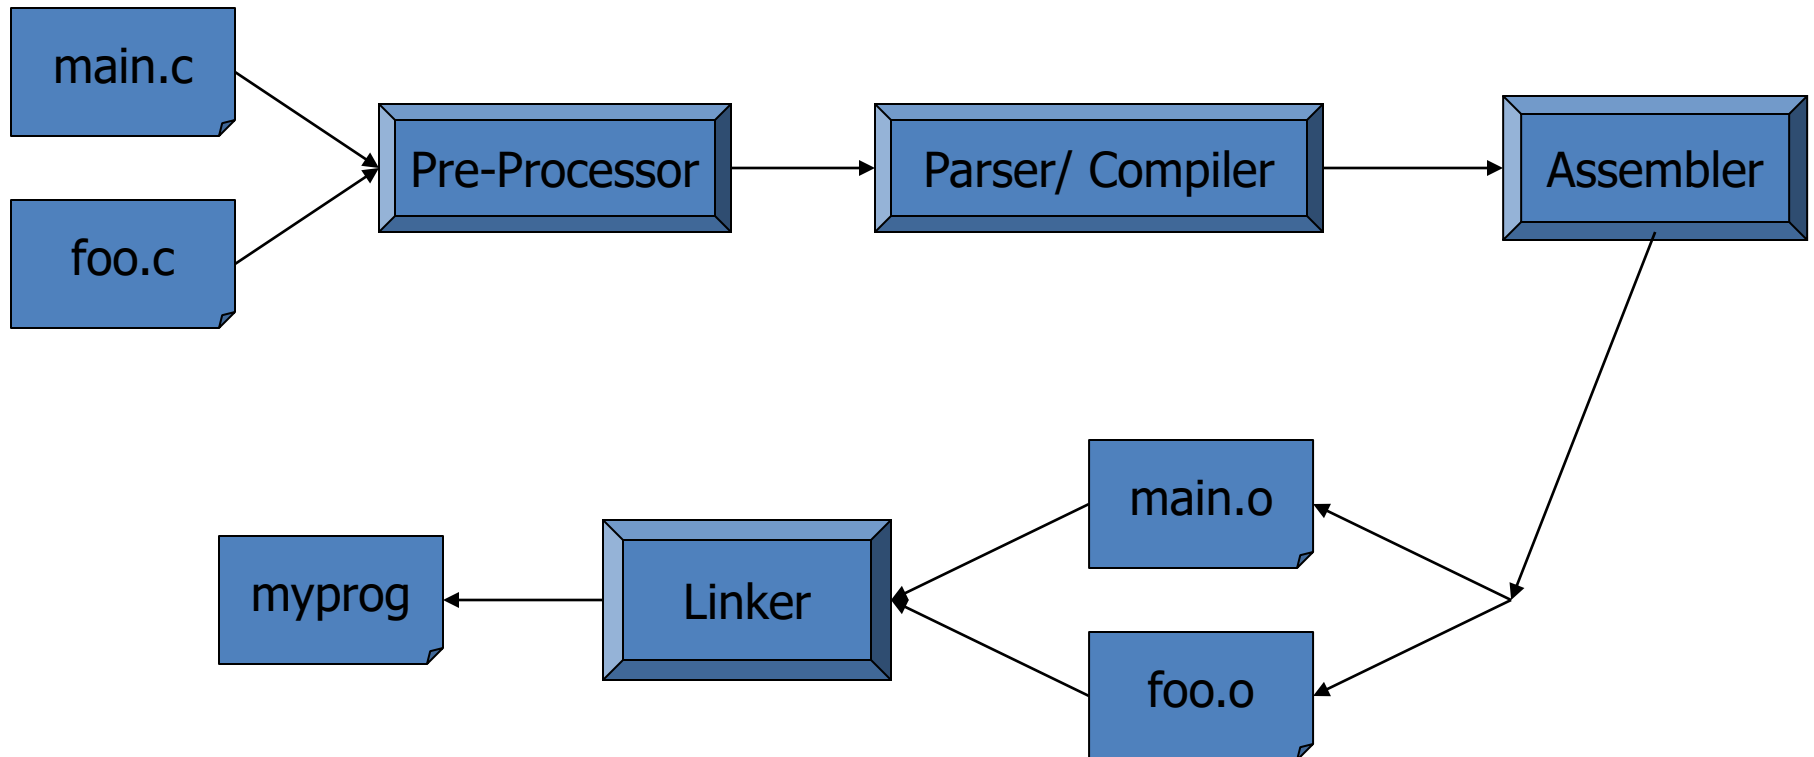 main.c
foo.c
Pre-Processor
Parser/ Compiler
Assembler
main.o
foo.o
Linker
myprog